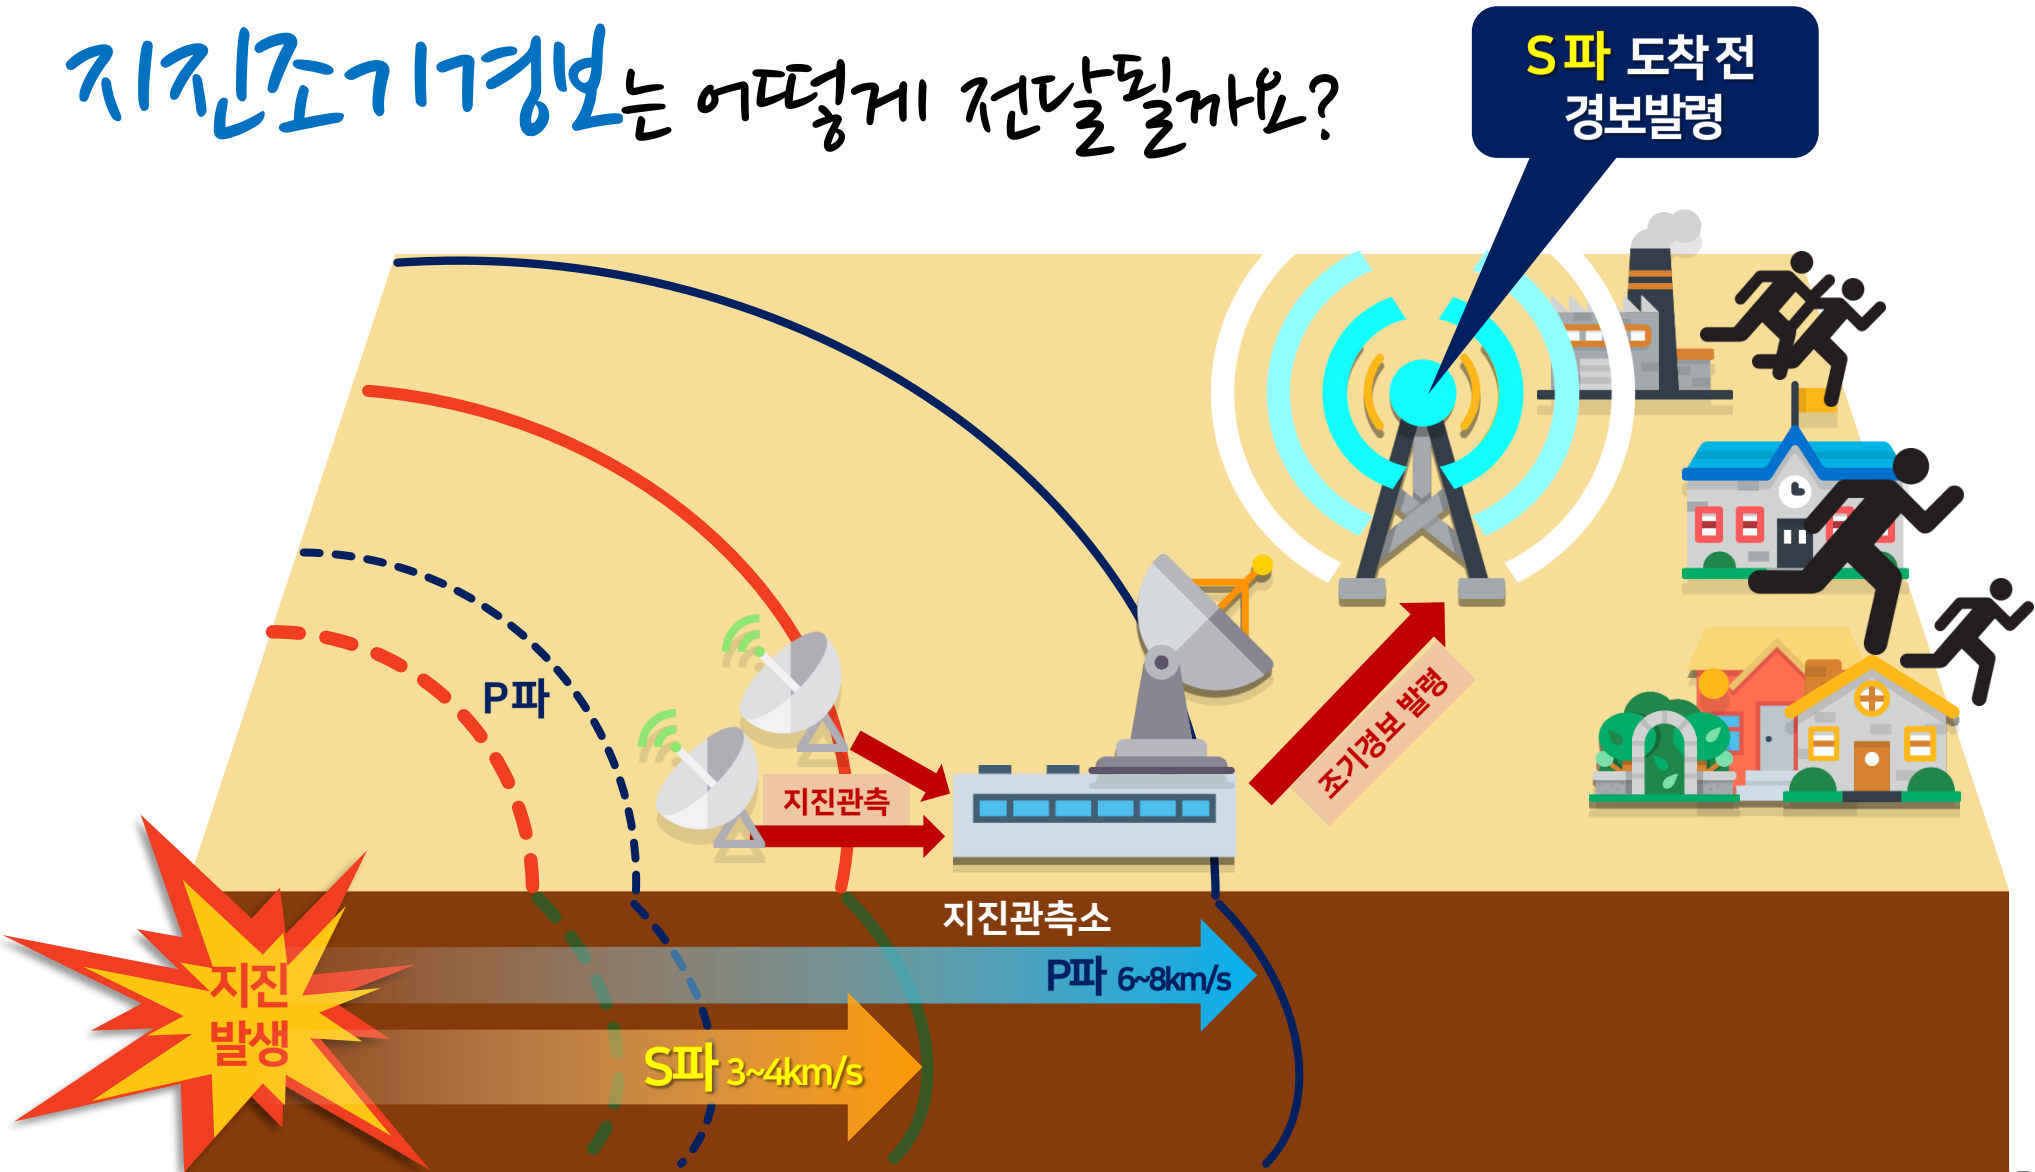 지진조기경보는 어떻게 전달될까요?
S파 도착 전
경보발령
P파
지진관측
조기경보 발령
지진관측소
P파 6~8km/s
지진
발생
S파 3~4km/s